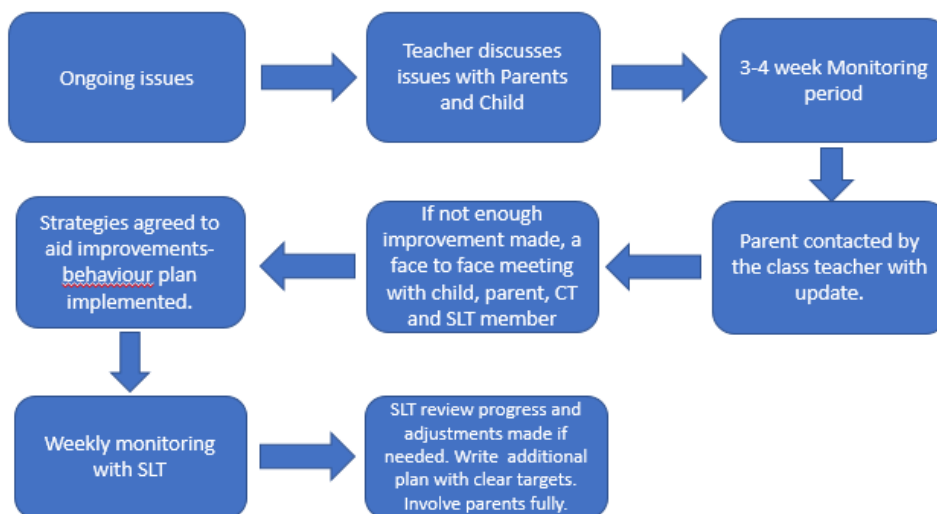 Ongoing issues
Teacher discusses
issues with Parents
and Child
3-4 week Monitoring
period
Parent contacted by
the class teacher with
update.
If not enough
improvement made, a
face to face meeting
with child, parent, CT
and SLT member
Strategies agreed to
aid improvements-
behaviour plan
implemented.
Weekly monitoring
with SLT
SLT review progress and
adjustments made if
needed. Write  additional
plan with clear targets.
Involve parents fully.